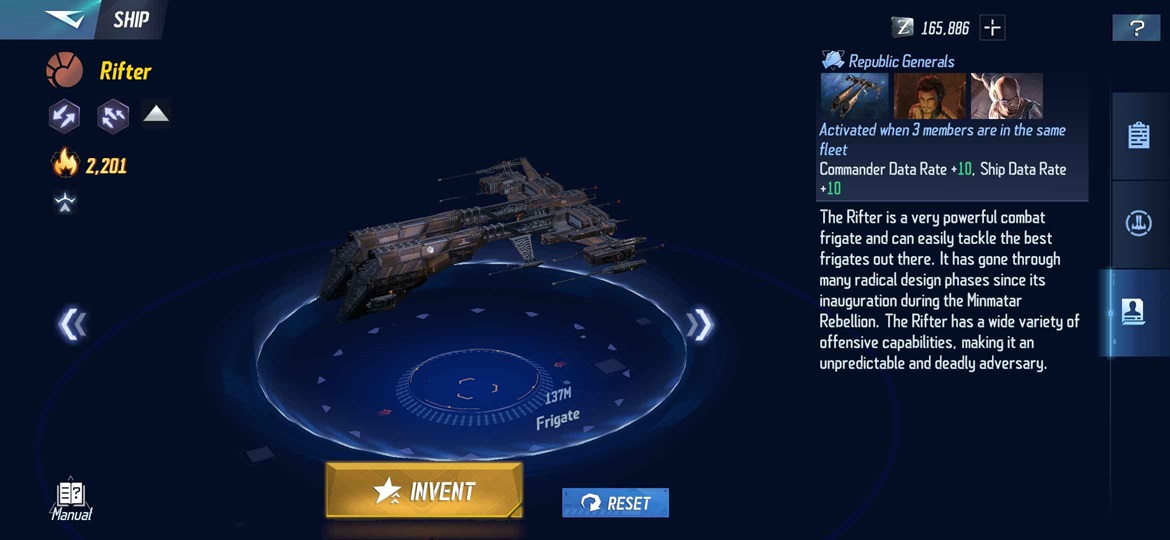 SHIP
165,886
?
Rifter
2,201
Republic Generals
Activated when 3 members are in the same
fleet
Commander Data Rate +10, Ship Data Rate
+10
The Rifter is a very powerful combat
frigate and can easily tackle the best
frigates out there. It has gone through
many radical design phases since its
inauguration during the Minmatar
Rebellion. The Rifter has a wide variety of
offensive capabilities, making it an
unpredictable and deadly adversary.
137M
Frigate
INVENT
RESET
Manual